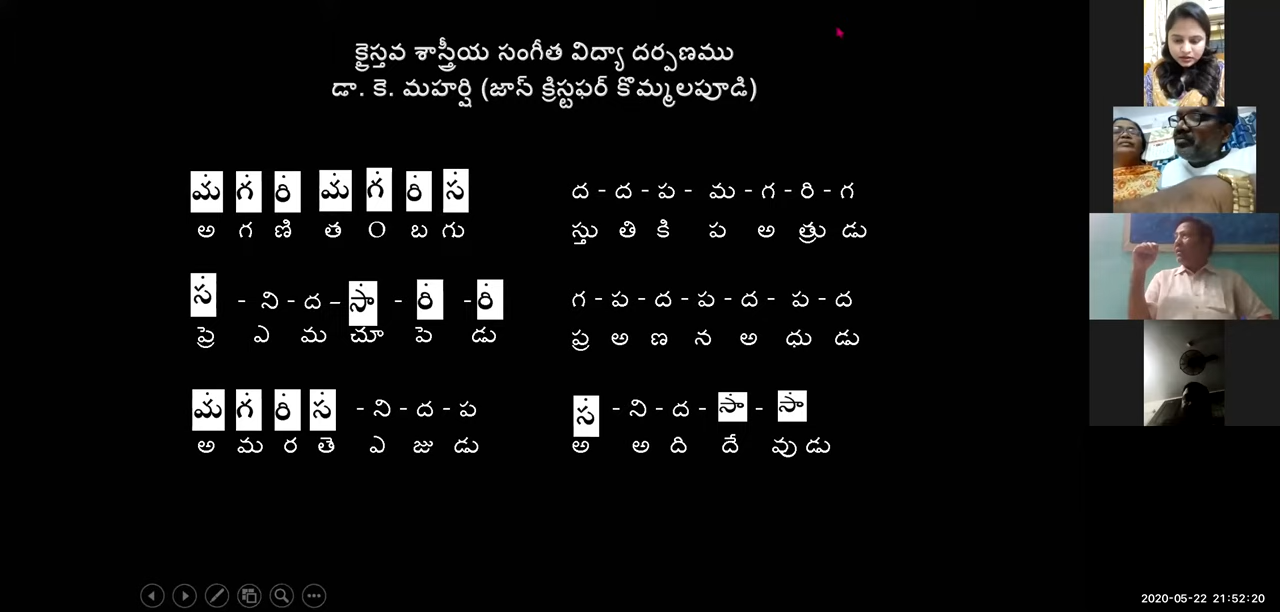 క్రైస్తవ శాస్త్రీయ సంగీత విద్యా దర్పణము
డా. కె. మహర్షి (జాస్ క్రిస్టఫర్ కొమ్మలపూడి)
మ గ రి మ గ రి స ద - ద - ప - మ - గ - రి - గ
అ గ ణి త ం బ గు స్తు తి కి ప అ త్రు డు
స - ని - ద – సా - రి - రి గ - ప - ద - ప - ద - ప - ద
ప్రె ఎ మ చూ పె డు ప్ర అ ణ న అ ధు డు
మ గ రి స - ని - ద - ప స - ని - ద - సా - సా
అ మ ర తె ఎ జు డు అ అ ది దే వు డు
2020-05-22 21:52:20